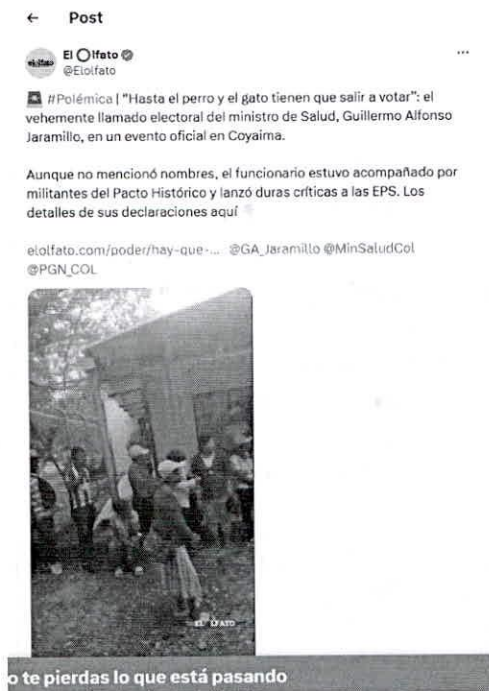 ← Post
El Olfato
@Elolfato
#Polémica | "Hasta el perro y el gato tienen que salir a votar": el
vehemente llamado electoral del ministro de Salud, Guillermo Alfonso
Jaramillo, en un evento oficial en Coyaima.
Aunque no mencionó nombres, el funcionario estuvo acompañado por
militantes del Pacto Histórico y lanzó duras críticas a las EPS. Los
detalles de sus declaraciones aquí
elolfato.com/poder/hay-que-... @GA_Jaramillo @MinSaludCol
@PGN_COL
EL OLFATO
o te pierdas lo que está pasando